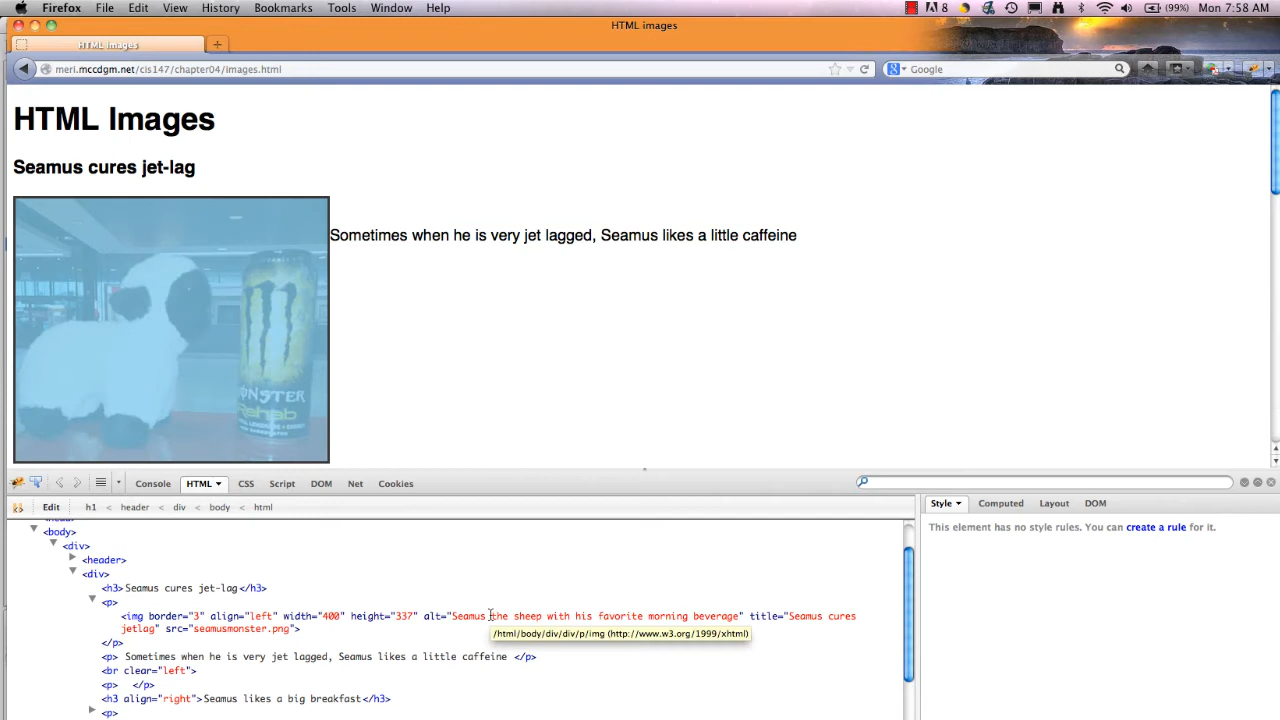 Firefox File Edit View History Bookmarks Tools Window Help 8 (99%) Mon 7:58 AM
HTML images
HTML images +
meri.mccdgm.net/cis147/chapter04/images.html Google
HTML Images
Seamus cures jet-lag
Sometimes when he is very jet lagged, Seamus likes a little caffeine
MONSTER
Rehab
Console HTML CSS Script DOM Net Cookies
Edit h1 < header < div < body < html
Style Computed Layout DOM
This element has no style rules. You can create a rule for it.
<body>
<div>
<header>
<div>
<h3>Seamus cures jet-lag</h3>
<p>
<img border="3" align="left" width="400" height="337" alt="Seamus the sheep with his favorite morning beverage" title="Seamus cures
jetlag" src="seamusmonster.png">
/html/body/div/div/p/img (http://www.w3.org/1999/xhtml)
</p>
<p> Sometimes when he is very jet lagged, Seamus likes a little caffeine </p>
<br clear="left">
<p> </p>
<h3 align="right">Seamus likes a big breakfast</h3>
<p>